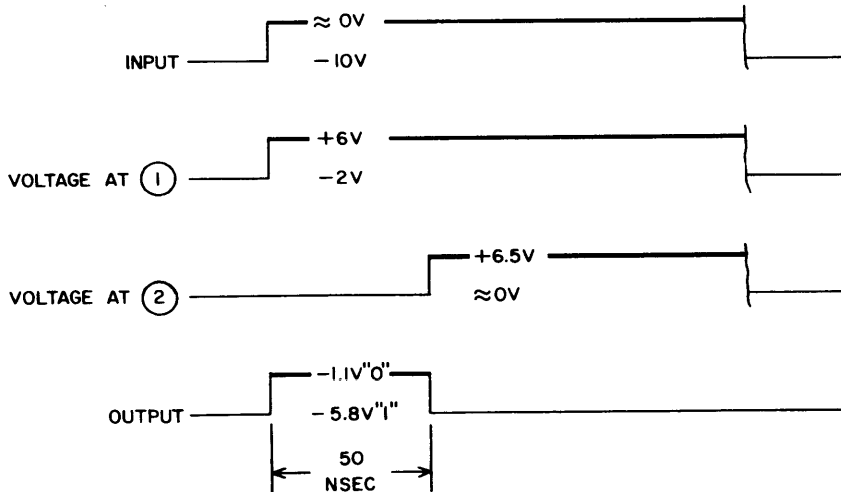 ≈ 0V
INPUT
−10V
+6V
VOLTAGE AT 1
−2V
+6.5V
VOLTAGE AT 2
≈0V
−1.1V"0"
OUTPUT
−5.8V"1"
50
NSEC